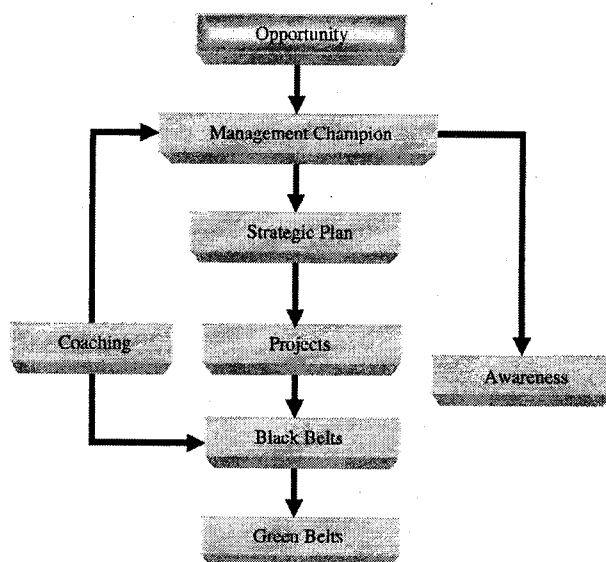 Opportunity
Management Champion
Strategic Plan
Coaching
Projects
Awareness
Black Belts
Green Belts